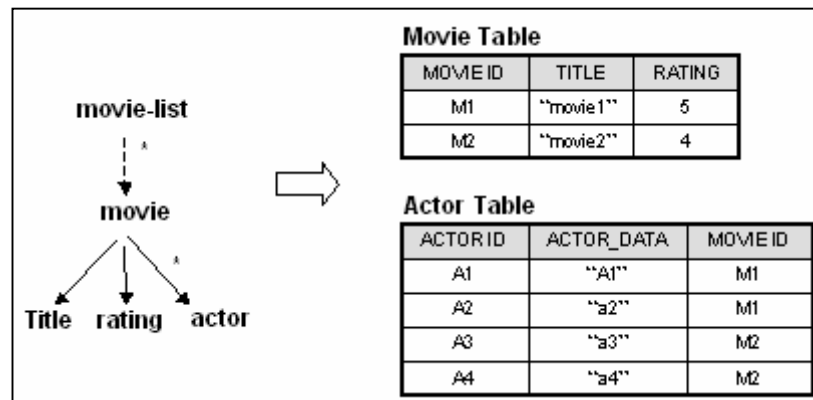 movie-list
*
movie
*
Title rating actor
Movie Table
MOVIE ID TITLE RATING
M1 "movie1" 5
M2 "movie2" 4
Actor Table
ACTOR ID ACTOR_DATA MOVIE ID
A1 "A1" M1
A2 "a2" M1
A3 "a3" M2
A4 "a4" M2